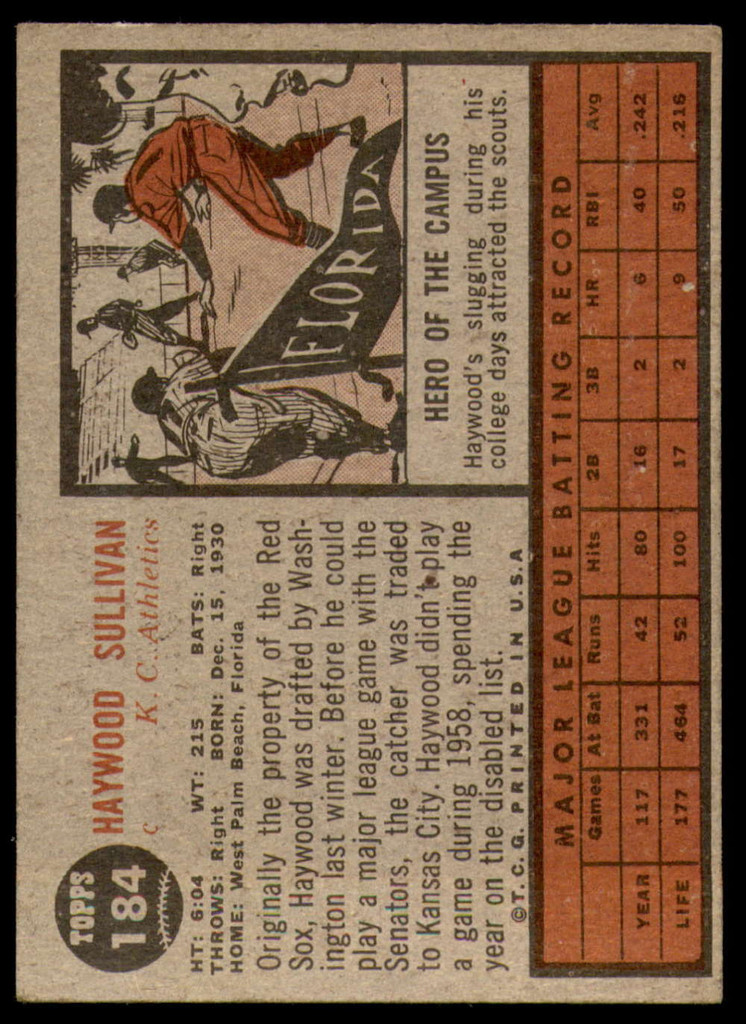 TOPPS
184
HAYWOOD SULLIVAN
C K. C. Athletics
HT: 6:04 WT: 215 BATS: Right
THROWS: Right BORN: Dec. 15, 1930
HOME: West Palm Beach, Florida
Originally the property of the Red
Sox, Haywood was drafted by Wash-
ington last winter. Before he could
play a major league game with the
Senators, the catcher was traded
to Kansas City. Haywood didn't play
a game during 1958, spending the
year on the disabled list.
©T.C.G. PRINTED IN U.S.A
FLORIDA
HERO OF THE CAMPUS
Haywood's slugging during his
college days attracted the scouts.
MAJOR LEAGUE BATTING RECORD
Games At Bat Runs Hits 2B 3B HR RBI Avg
YEAR 117 331 42 80 16 2 6 40 .242
LIFE 177 464 52 100 17 2 9 50 .216